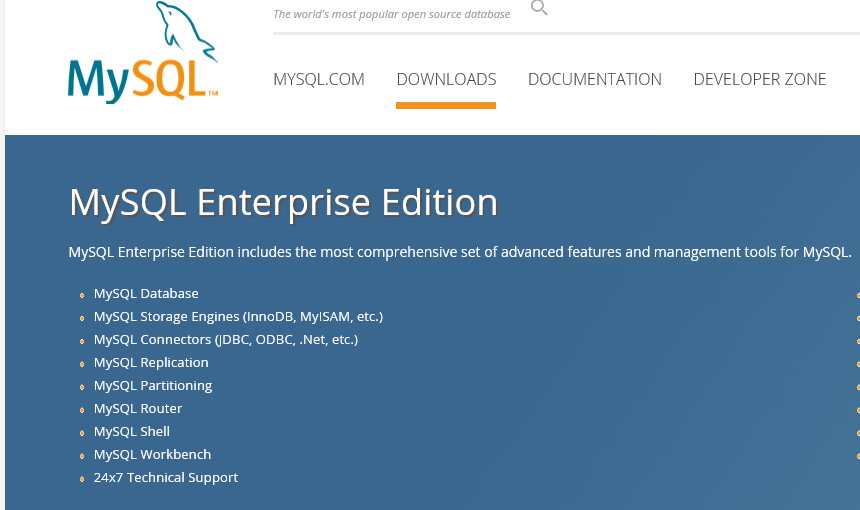 The world's most popular open source database
MySQL™
MYSQL.COM DOWNLOADS DOCUMENTATION DEVELOPER ZONE
MySQL Enterprise Edition
MySQL Enterprise Edition includes the most comprehensive set of advanced features and management tools for MySQL.
MySQL Database
MySQL Storage Engines (InnoDB, MyISAM, etc.)
MySQL Connectors (JDBC, ODBC, .Net, etc.)
MySQL Replication
MySQL Partitioning
MySQL Router
MySQL Shell
MySQL Workbench
24x7 Technical Support